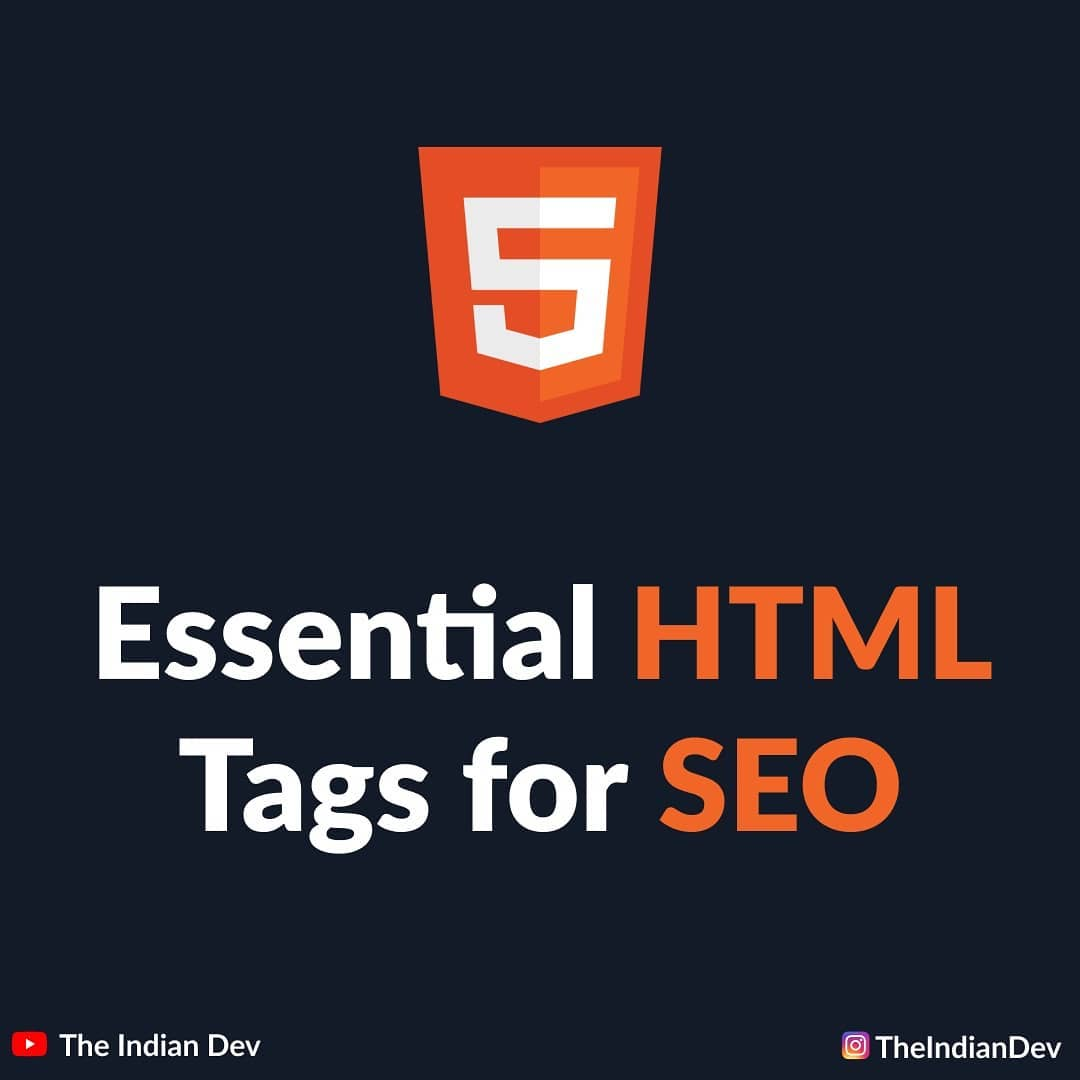 5
Essential HTML
Tags for SEO
The Indian Dev
TheIndianDev